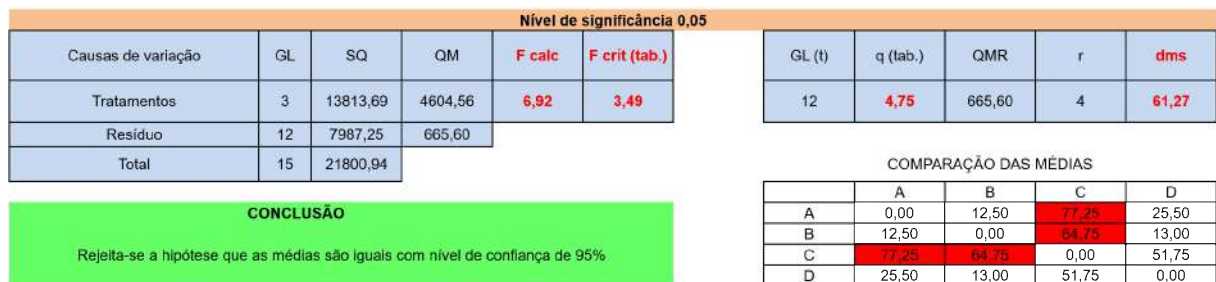 Nível de significância 0,05
Causas de variação GL SQ QM F calc F crit (tab.)
Tratamentos 3 13813,69 4604,56 6,92 3,49
Resíduo 12 7987,25 665,60
Total 15 21800,94
CONCLUSÃO
Rejeita-se a hipótese que as médias são iguais com nível de confiança de 95%
GL (t) q (tab.) QMR r dms
12 4,75 665,60 4 61,27
COMPARAÇÃO DAS MÉDIAS
A B C D
A 0,00 12,50 77,25 25,50
B 12,50 0,00 64,75 13,00
C 77,25 64,75 0,00 51,75
D 25,50 13,00 51,75 0,00